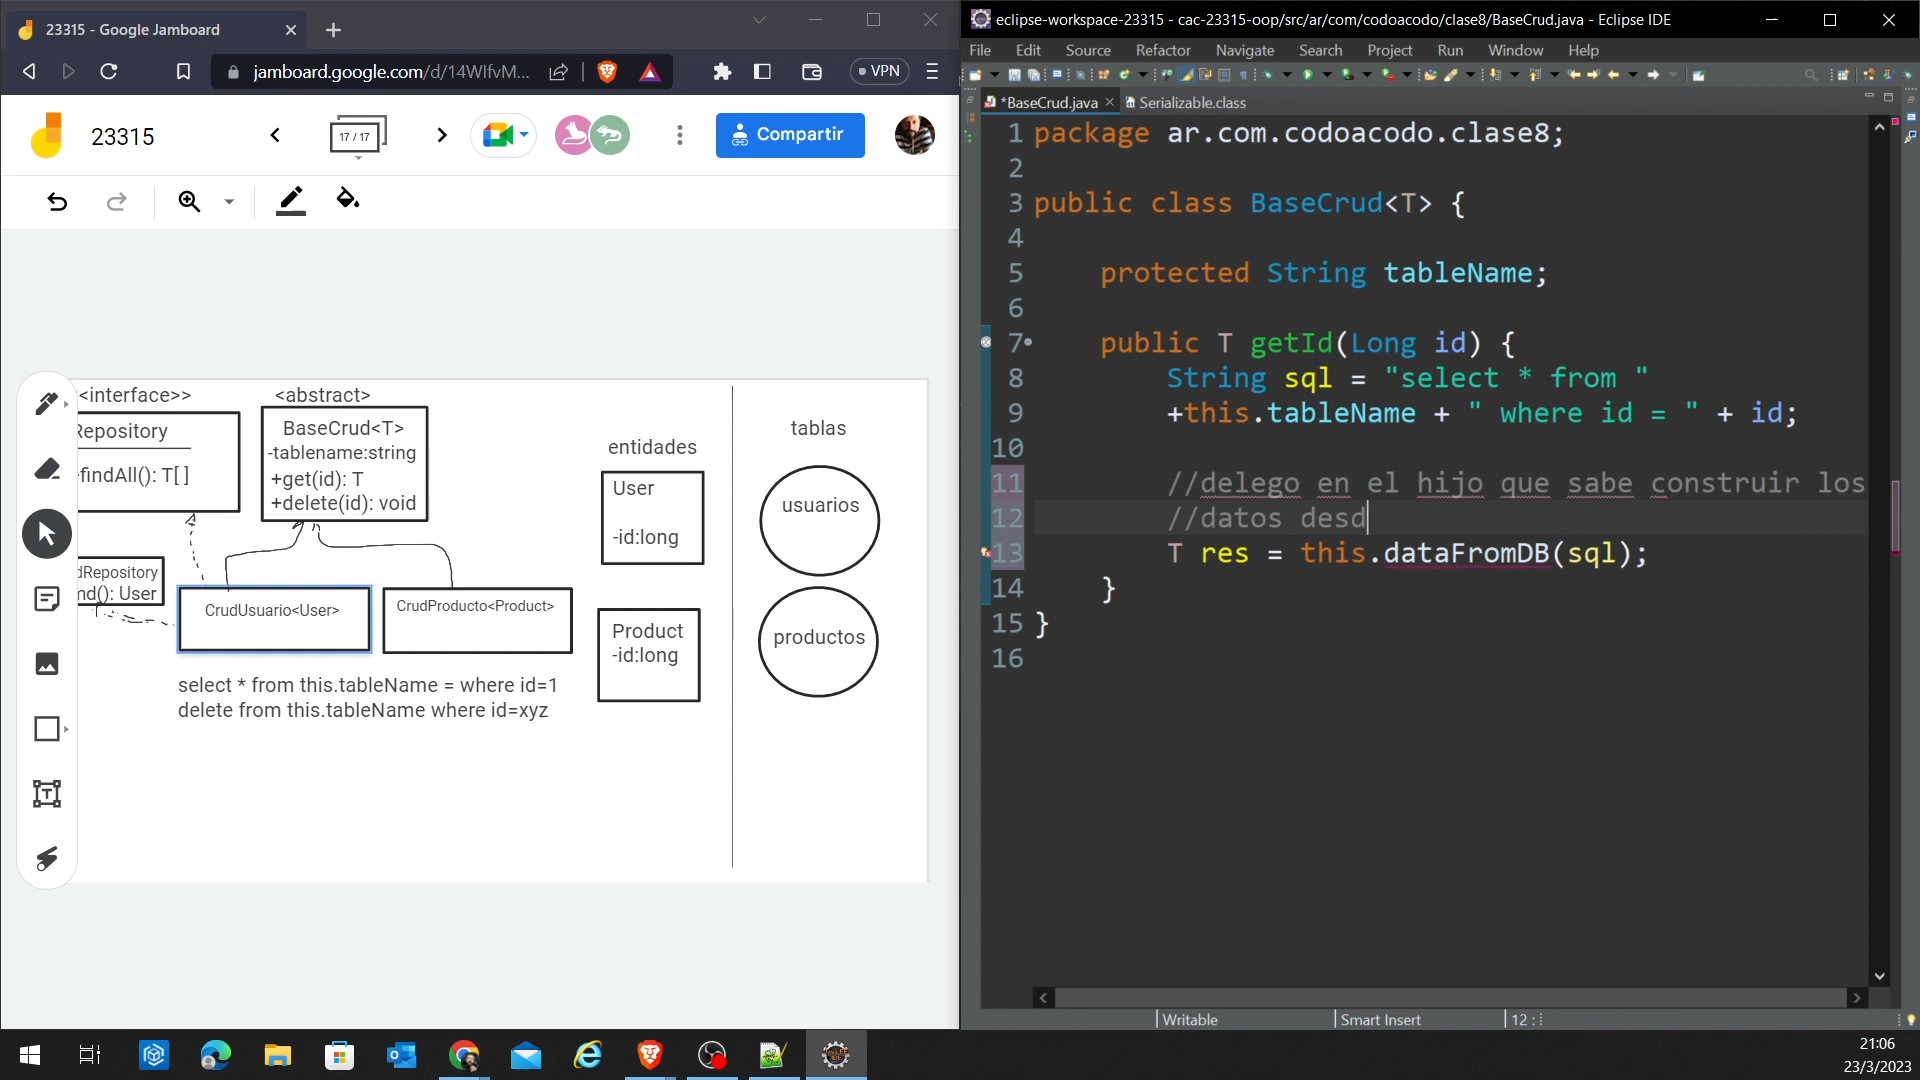 23315 - Google Jamboard
jamboard.google.com/d/14WIfvM...
VPN
23315
17 / 17
Compartir
<interface>>
Repository
findAll(): T[ ]
<abstract>
BaseCrud<T>
-tablename:string
+get(id): T
+delete(id): void
dRepository
nd(): User
CrudUsuario<User>
CrudProducto<Product>
select * from this.tableName = where id=1
delete from this.tableName where id=xyz
entidades
User
-id:long
Product
-id:long
tablas
usuarios
productos
eclipse-workspace-23315 - cac-23315-oop/src/ar/com/codoacodo/clase8/BaseCrud.java - Eclipse IDE
File Edit Source Refactor Navigate Search Project Run Window Help
*BaseCrud.java Serializable.class
1 package ar.com.codoacodo.clase8;
2
3 public class BaseCrud<T> {
4
5 protected String tableName;
6
7 public T getId(Long id) {
8 String sql = "select * from "
9 +this.tableName + " where id = " + id;
10
11 //delego en el hijo que sabe construir los
12 //datos desd
13 T res = this.dataFromDB(sql);
14 }
15 }
16
Writable Smart Insert 12 :
21:06
23/3/2023